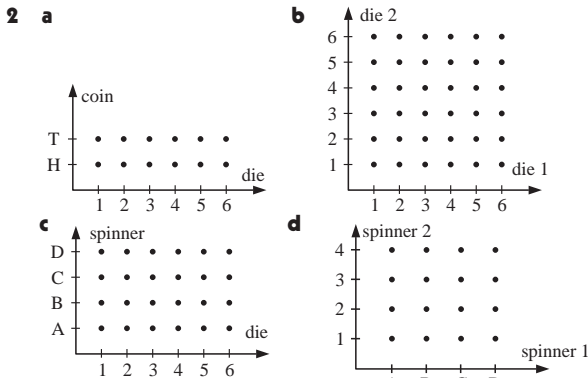 2 a
coin
T
H
die
1 2 3 4 5 6
b
die 2
6
5
4
3
2
1
die 1
1 2 3 4 5 6
c
spinner
D
C
B
A
die
1 2 3 4 5 6
d
spinner 2
4
3
2
1
spinner 1